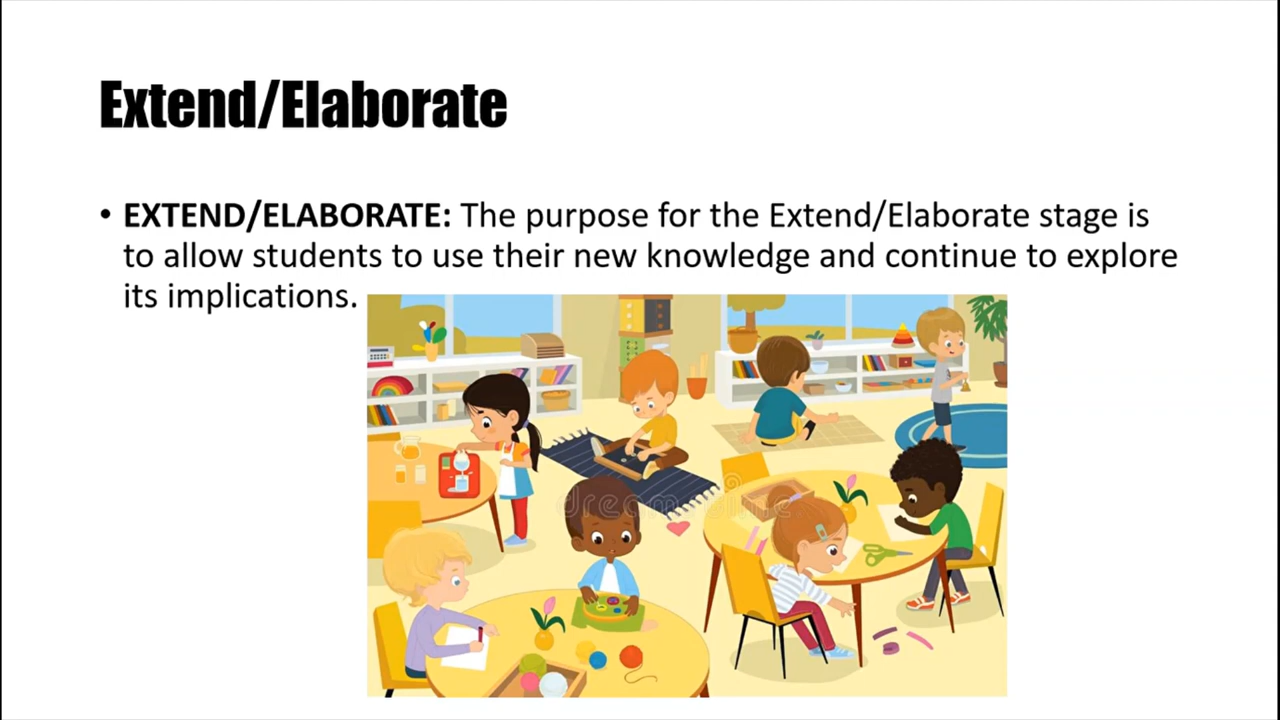 Extend/Elaborate
• EXTEND/ELABORATE: The purpose for the Extend/Elaborate stage is
to allow students to use their new knowledge and continue to explore
its implications.
dreamstime